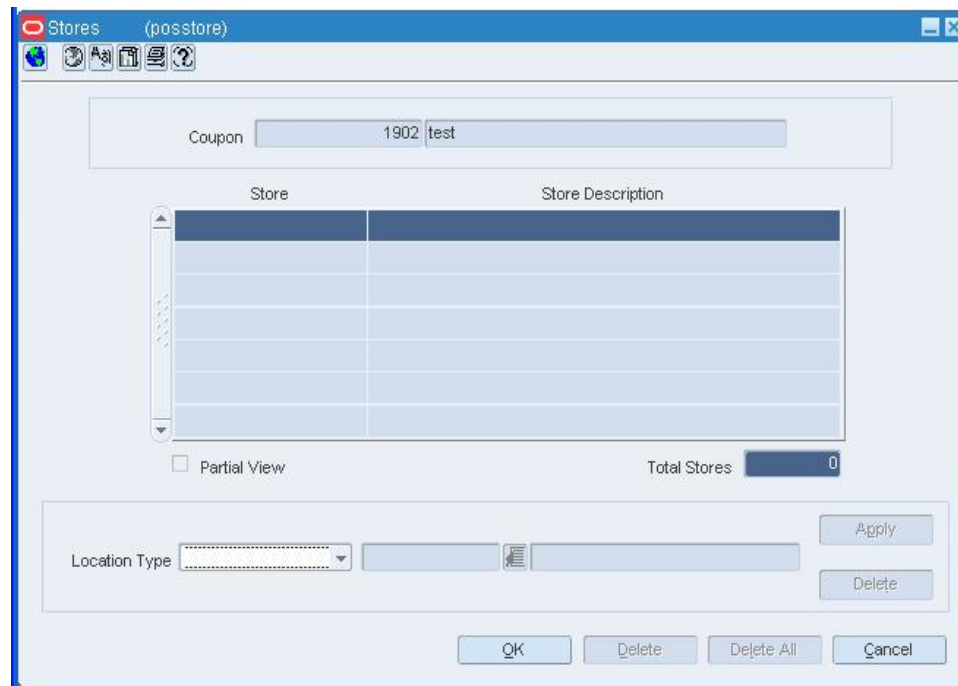 Stores (posstore)
Coupon 1902 test
Store Store Description
Partial View Total Stores 0
Apply
Location Type
Delete
OK Delete Delete All Cancel